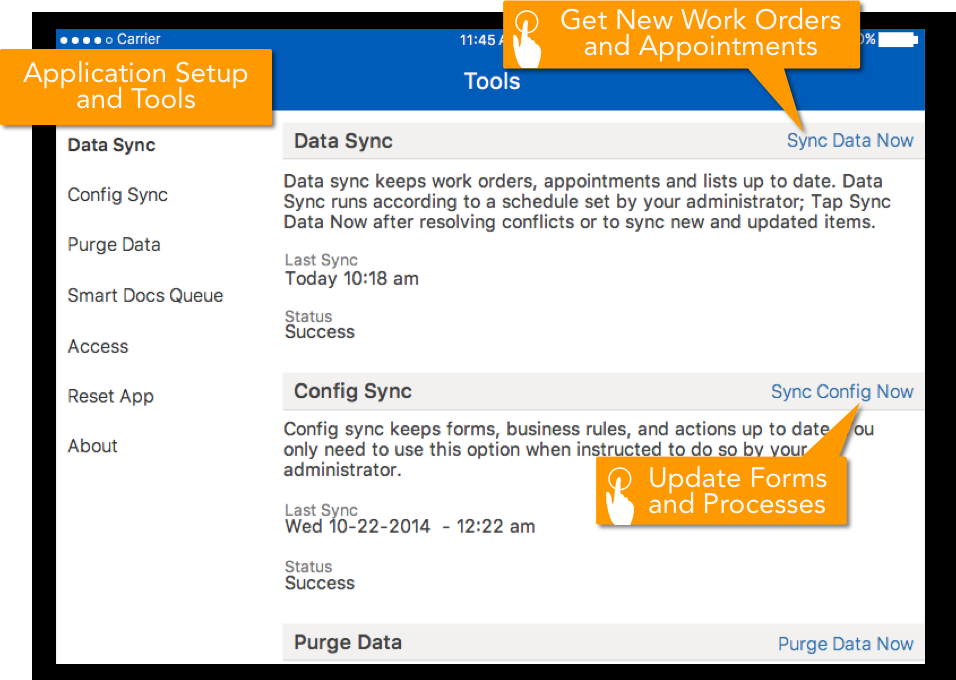 Carrier
11:45
0%
Get New Work Orders
and Appointments
Application Setup
and Tools
Tools
Data Sync
Config Sync
Purge Data
Smart Docs Queue
Access
Reset App
About
Data Sync
Sync Data Now
Data sync keeps work orders, appointments and lists up to date. Data
Sync runs according to a schedule set by your administrator; Tap Sync
Data Now after resolving conflicts or to sync new and updated items.
Last Sync
Today 10:18 am
Status
Success
Config Sync
Sync Config Now
Config sync keeps forms, business rules, and actions up to date
only need to use this option when instructed to do so by your
administrator.
Update Forms
and Processes
Last Sync
Wed 10-22-2014 - 12:22 am
Status
Success
Purge Data
Purge Data Now